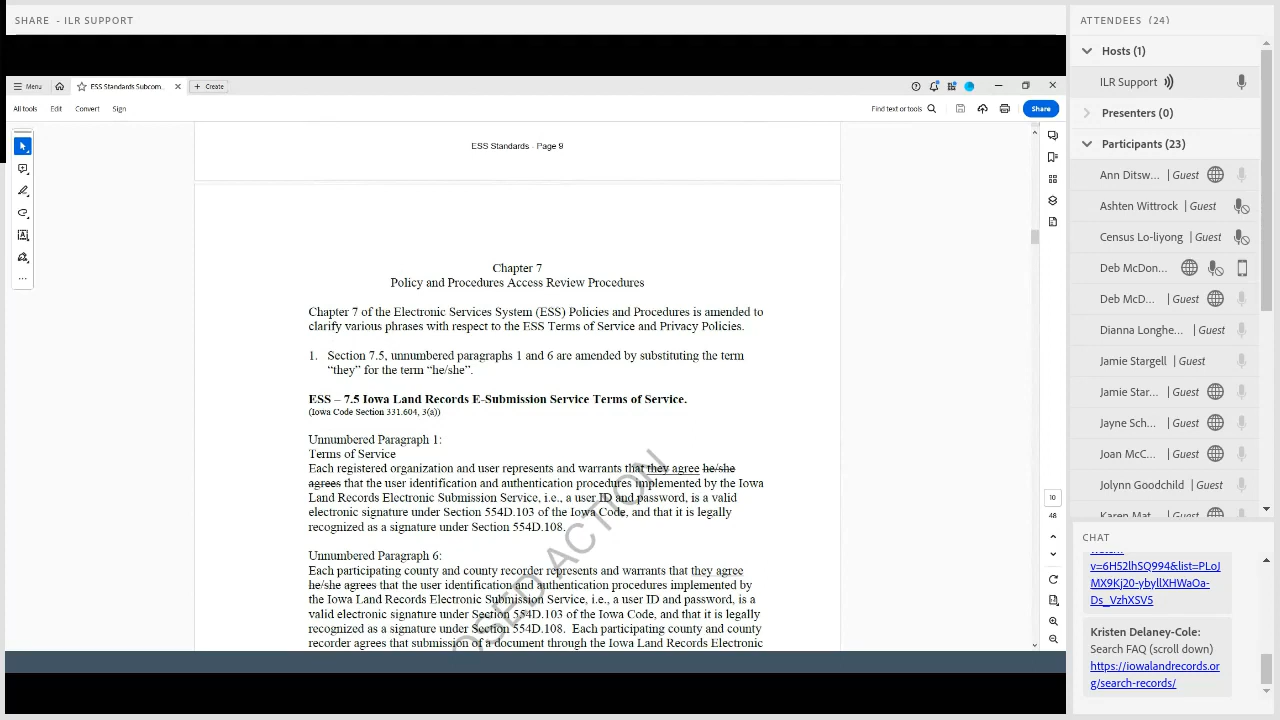 SHARE - ILR SUPPORT
Menu
ESS Standards Subcom...
Create
All tools
Edit
Convert
Sign
Find text or tools
Share
ESS Standards - Page 9
Chapter 7
Policy and Procedures Access Review Procedures
Chapter 7 of the Electronic Services System (ESS) Policies and Procedures is amended to
clarify various phrases with respect to the ESS Terms of Service and Privacy Policies.
1. Section 7.5, unnumbered paragraphs 1 and 6 are amended by substituting the term
“they” for the term “he/she”.
ESS – 7.5 Iowa Land Records E-Submission Service Terms of Service.
(Iowa Code Section 331.604, 3(a))
Unnumbered Paragraph 1:
Terms of Service
Each registered organization and user represents and warrants that they agree he/she
agrees that the user identification and authentication procedures implemented by the Iowa
Land Records Electronic Submission Service, i.e., a user ID and password, is a valid
electronic signature under Section 554D.103 of the Iowa Code, and that it is legally
recognized as a signature under Section 554D.108.
Unnumbered Paragraph 6:
Each participating county and county recorder represents and warrants that they agree
he/she agrees that the user identification and authentication procedures implemented by
the Iowa Land Records Electronic Submission Service, i.e., a user ID and password, is a
valid electronic signature under Section 554D.103 of the Iowa Code, and that it is legally
recognized as a signature under Section 554D.108. Each participating county and county
recorder agrees that submission of a document through the Iowa Land Records Electronic
OSED ACTION
10
48
ATTENDEES (24)
Hosts (1)
ILR Support
Presenters (0)
Participants (23)
Ann Ditsw... | Guest
Ashten Wittrock | Guest
Census Lo-liyong | Guest
Deb McDon...
Deb McD... | Guest
Dianna Longhe... | Guest
Jamie Stargell | Guest
Jamie Star... | Guest
Jayne Sch... | Guest
Joan McC... | Guest
Jolynn Goodchild | Guest
Karen Mat... | Guest
CHAT
v=6H52lhSQ994&list=PLoJ
MX9Kj20-ybyllXHWaOa-
Ds_VzhXSV5
Kristen Delaney-Cole:
Search FAQ (scroll down)
https://iowalandrecords.or
g/search-records/